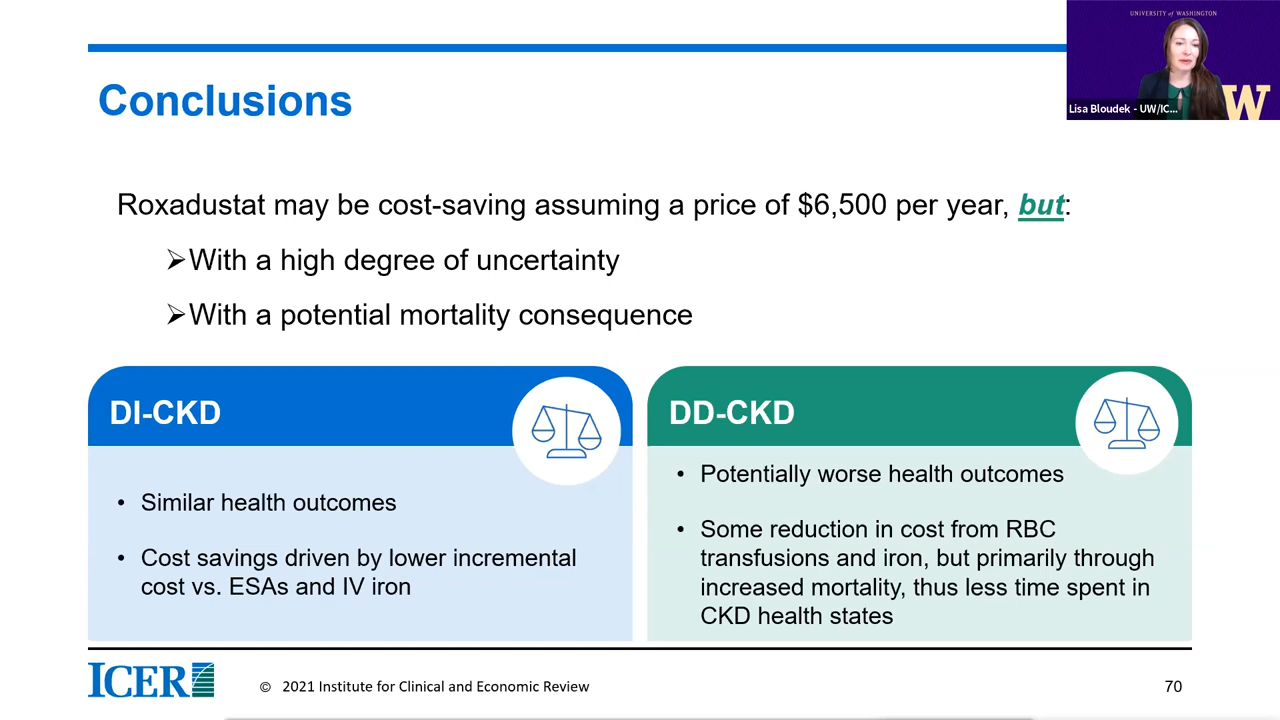 UNIVERSITY of WASHINGTON
W
Lisa Bloudek - UW/IC...
Conclusions
Roxadustat may be cost-saving assuming a price of $6,500 per year, but:
➢With a high degree of uncertainty
➢With a potential mortality consequence
DI-CKD
• Similar health outcomes
• Cost savings driven by lower incremental
cost vs. ESAs and IV iron
DD-CKD
• Potentially worse health outcomes
• Some reduction in cost from RBC
transfusions and iron, but primarily through
increased mortality, thus less time spent in
CKD health states
ICER
© 2021 Institute for Clinical and Economic Review
70